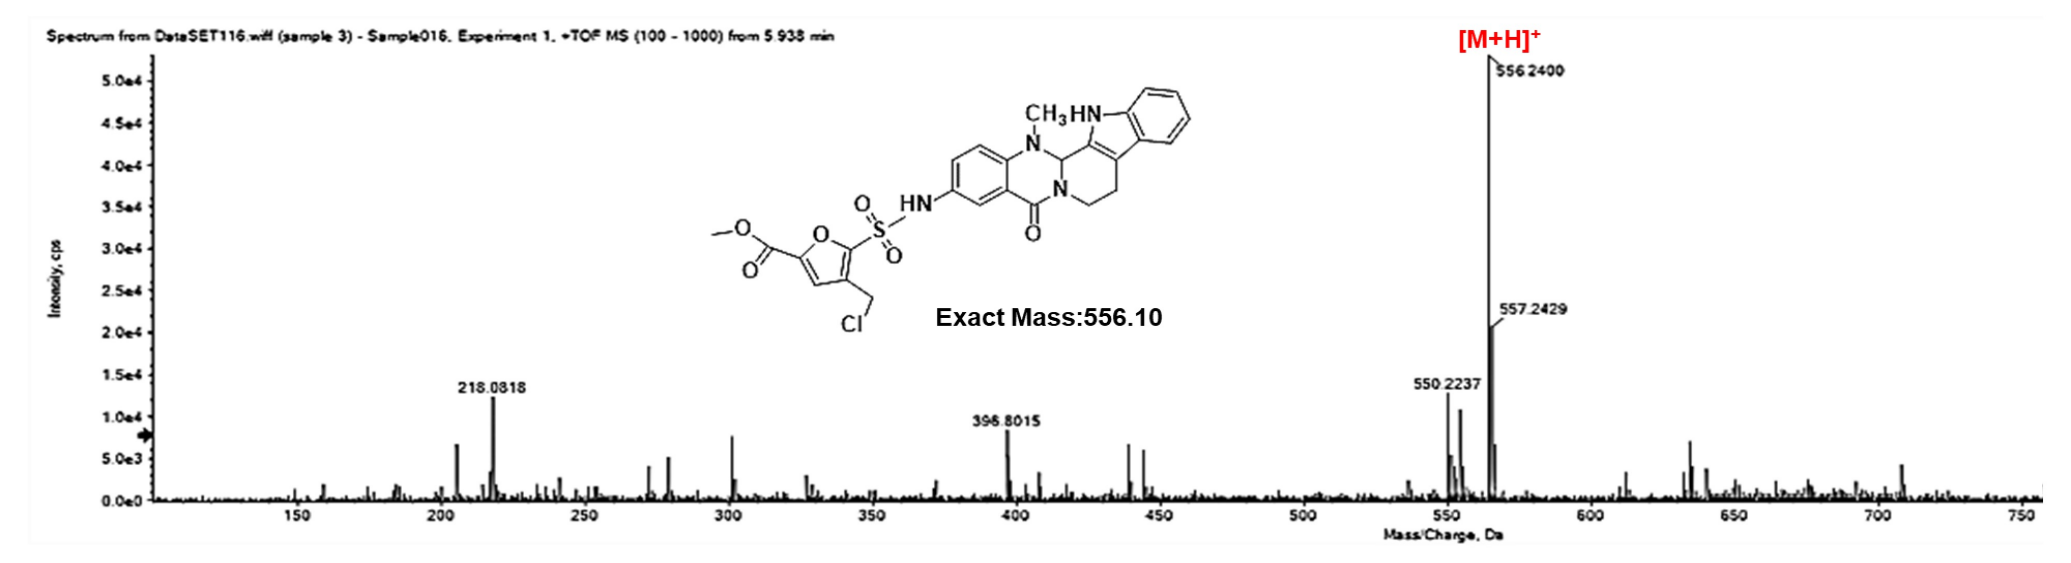 Spectrum from DataSET116.wiff (sample 3) - Sample016, Experiment 1, +TOF MS (100 - 1000) from 5.938 min
[M+H]+
556.2400
5.0e4
4.5e4
4.0e4
3.5e4
3.0e4
2.5e4
2.0e4
1.5e4
1.0e4
5.0e3
0.0e0
Intensity, cps
CH3
HN
N
N
O
HN
O
S
O
O
O
O
Cl
Exact Mass:556.10
557.2429
550.2237
218.0818
396.8015
150
200
250
300
350
400
450
500
550
600
650
700
750
Mass/Charge, Da